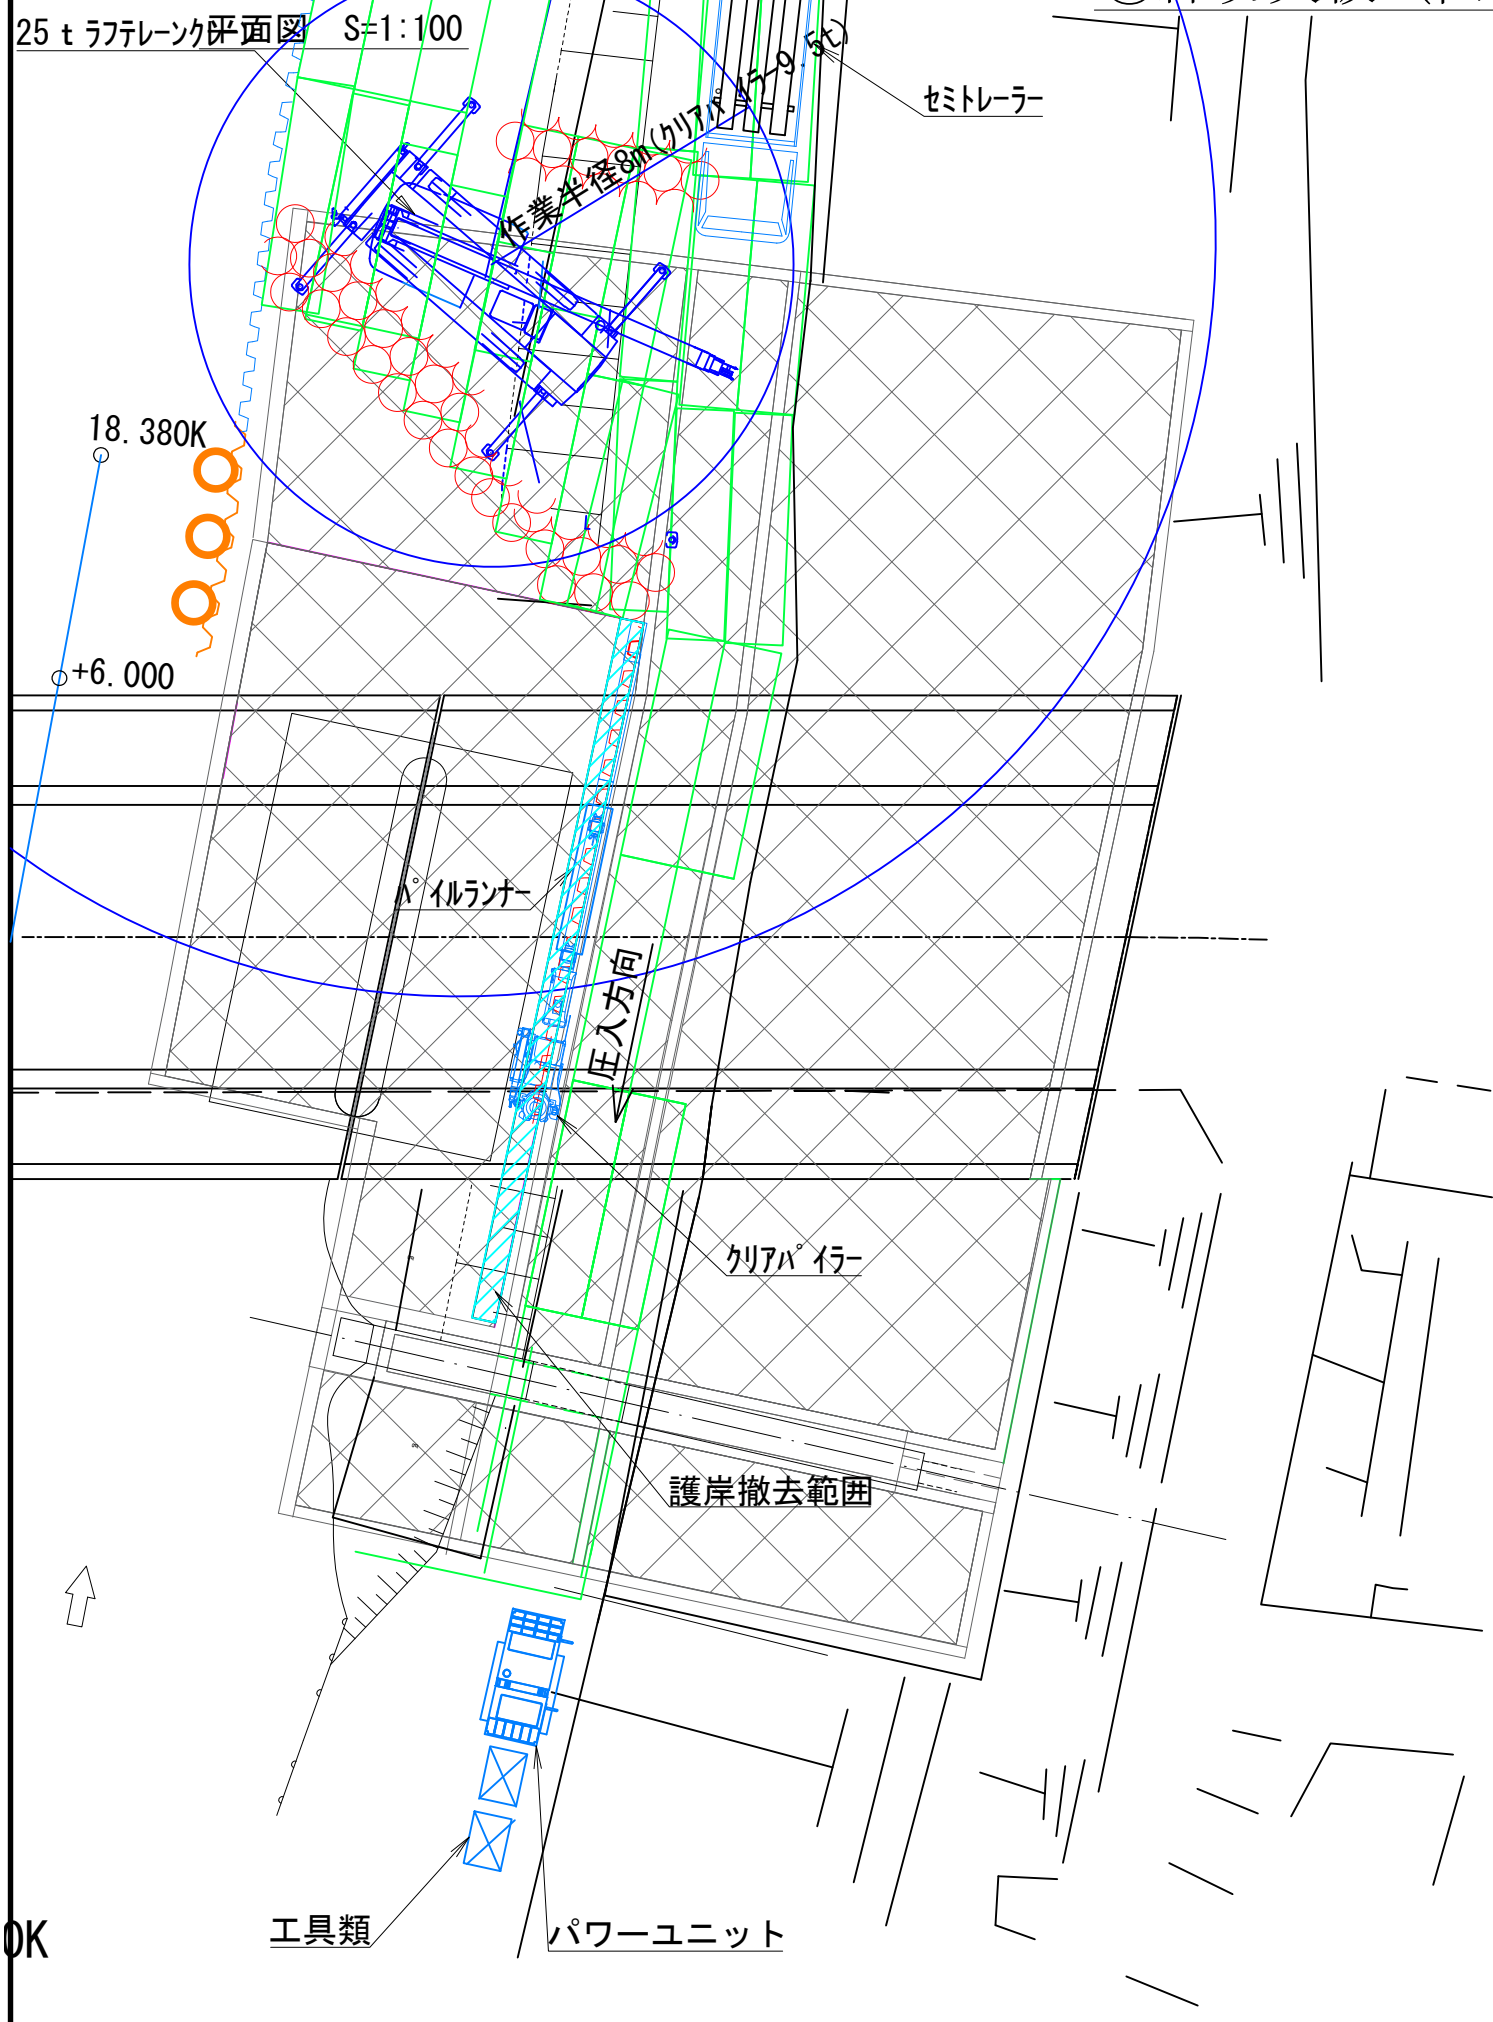 25 t ラフテレーンクレーン
平面図 S=1:100
セミトレーラー
作業半径8m(クリアパイラー9.5t)
18.380K
+6.000
パイルランナー
圧入方向
クリアパイラー
護岸撤去範囲
工具類
パワーユニット
0K